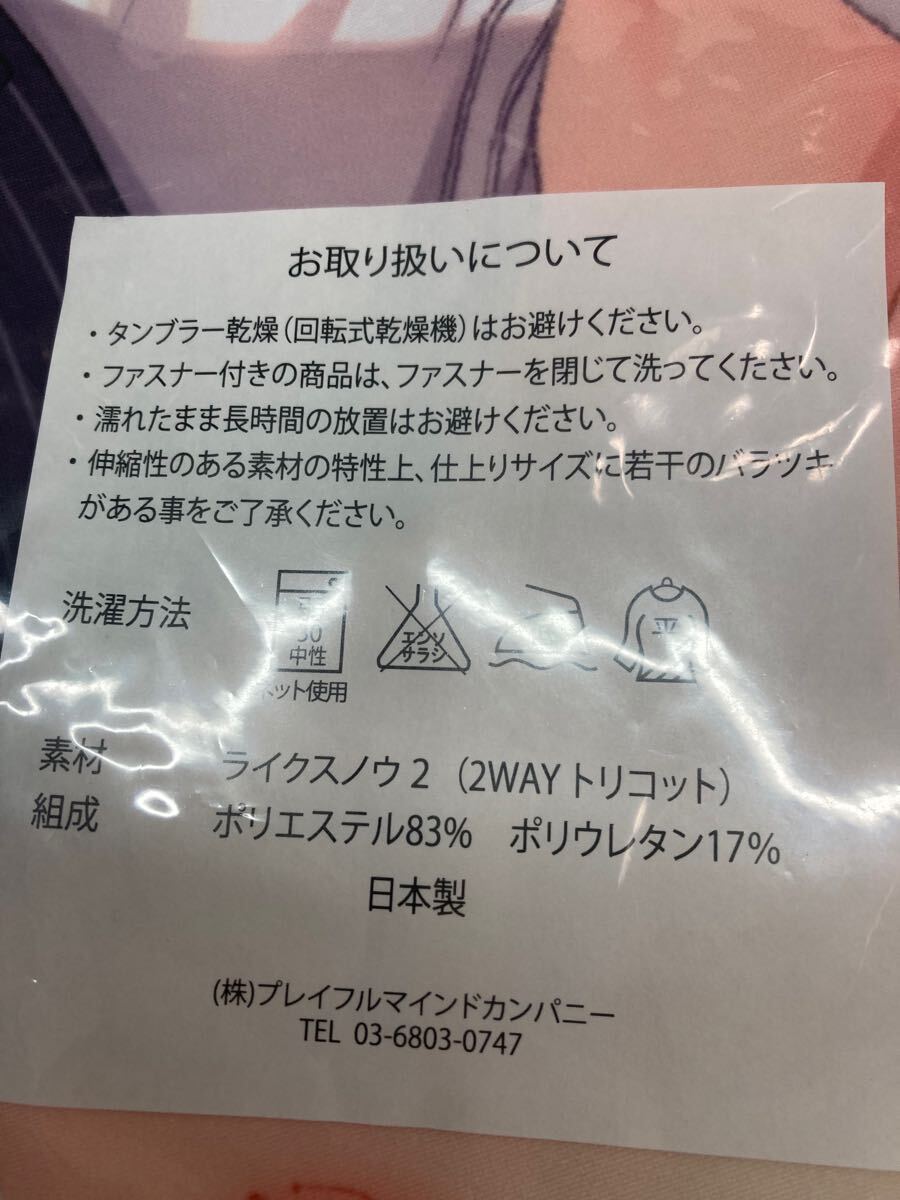 お取り扱いについて
・タンブラー乾燥(回転式乾燥機)はお避けください。
・ファスナー付きの商品は、ファスナーを閉じて洗ってください。
・濡れたまま長時間の放置はお避けください。
・伸縮性のある素材の特性上、仕上りサイズに若干のバラツキ
がある事をご了承ください。
洗濯方法
30
中性
ネット使用
エンソ
サラシ
平
素材 ライクスノウ2 (2WAYトリコット)
組成 ポリエステル83% ポリウレタン17%
日本製
(株)プレイフルマインドカンパニー
TEL 03-6803-0747